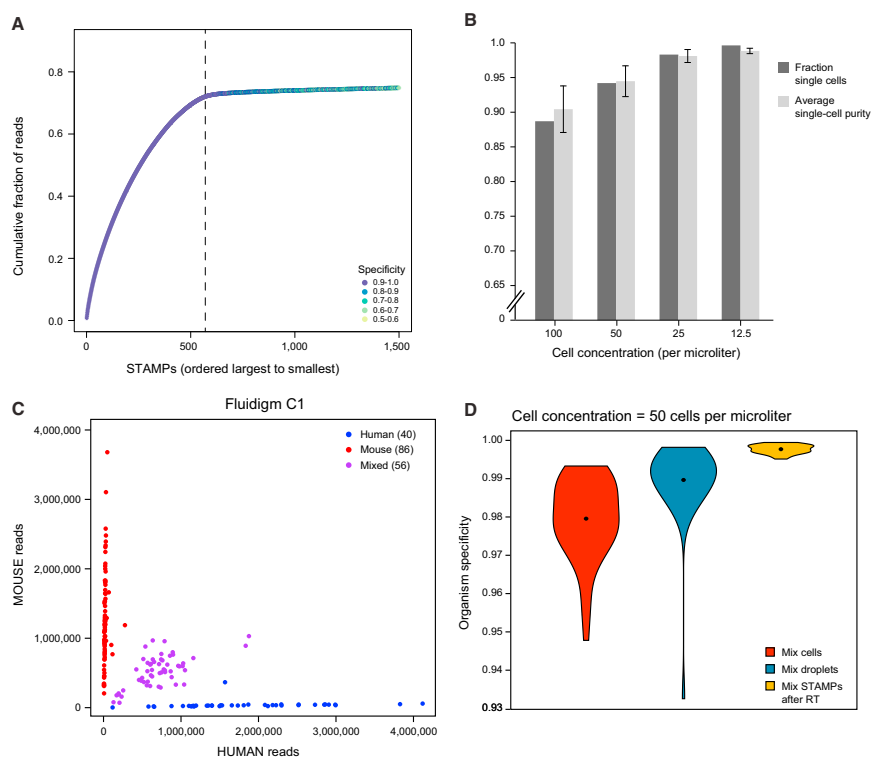 A
Cumulative fraction of reads
0.8
0.6
0.4
0.2
0.0
Specificity
0.9-1.0
0.8-0.9
0.7-0.8
0.6-0.7
0.5-0.6
0
500
1,000
1,500
STAMPs (ordered largest to smallest)
B
1.0
0.95
0.90
0.85
0.80
0.75
0.70
0.65
0
Fraction
single cells
Average
single-cell purity
100
50
25
12.5
Cell concentration (per microliter)
C
Fluidigm C1
MOUSE reads
4,000,000
3,000,000
2,000,000
1,000,000
0
Human (40)
Mouse (86)
Mixed (56)
0
1,000,000
2,000,000
3,000,000
4,000,000
HUMAN reads
D
Cell concentration = 50 cells per microliter
Organism specificity
1.00
0.99
0.98
0.97
0.96
0.95
0.94
0.93
Mix cells
Mix droplets
Mix STAMPs
after RT